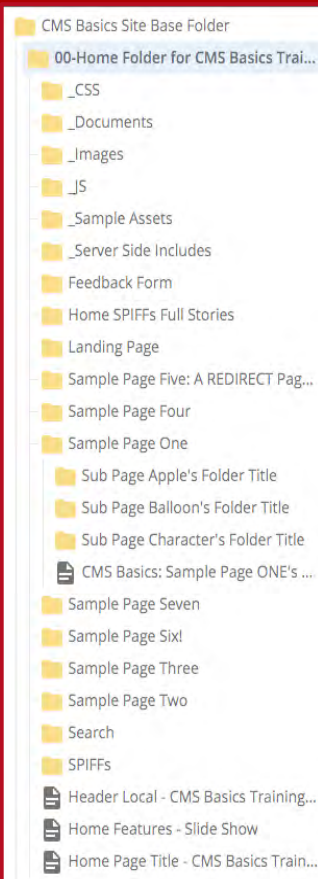 CMS Basics Site Base Folder
00-Home Folder for CMS Basics Trai...
_CSS
_Documents
_Images
_JS
_Sample Assets
_Server Side Includes
Feedback Form
Home SPIFFs Full Stories
Landing Page
Sample Page Five: A REDIRECT Pag...
Sample Page Four
Sample Page One
Sub Page Apple's Folder Title
Sub Page Balloon's Folder Title
Sub Page Character's Folder Title
CMS Basics: Sample Page ONE's ...
Sample Page Seven
Sample Page Six!
Sample Page Three
Sample Page Two
Search
SPIFFs
Header Local - CMS Basics Training...
Home Features - Slide Show
Home Page Title - CMS Basics Train...